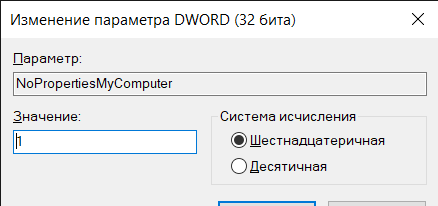 Изменение параметра DWORD (32 бита)
Параметр:
NoPropertiesMyComputer
Значение:
1
Система исчисления
Шестнадцатеричная
Десятичная